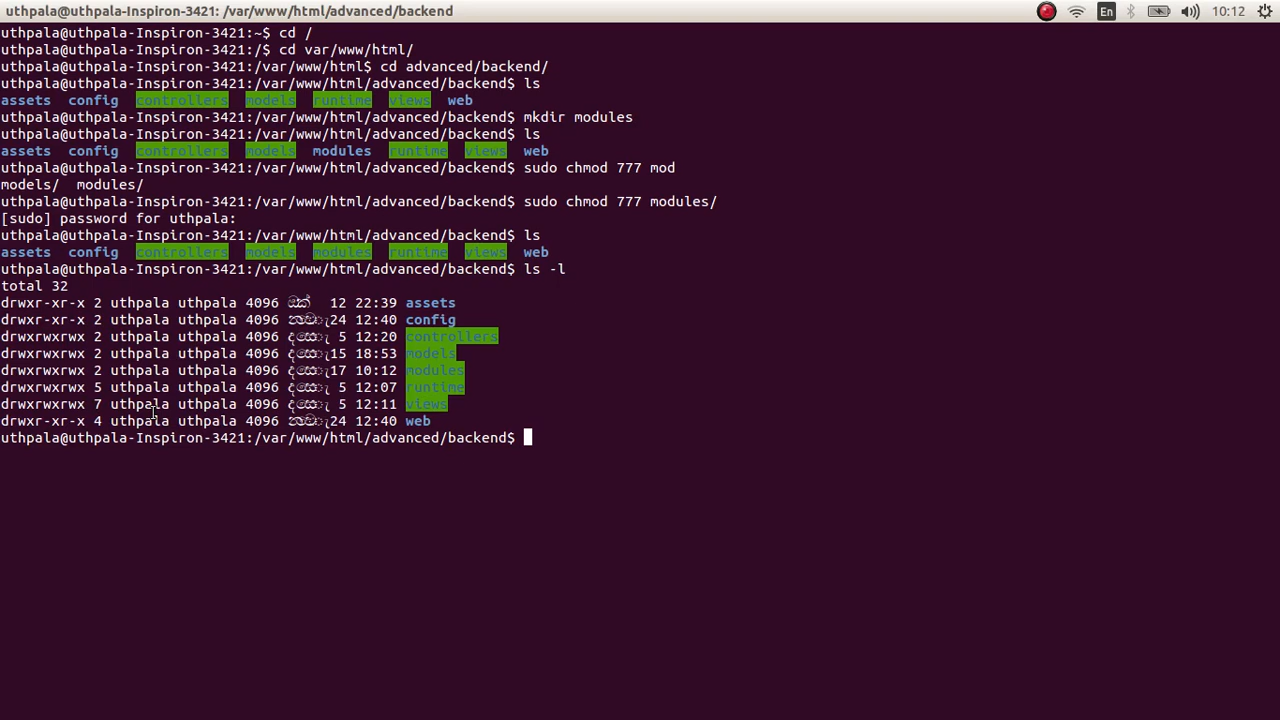 uthpala@uthpala-Inspiron-3421: /var/www/html/advanced/backend
En
10:12
uthpala@uthpala-Inspiron-3421:~$ cd /
uthpala@uthpala-Inspiron-3421:/$ cd var/www/html/
uthpala@uthpala-Inspiron-3421:/var/www/html$ cd advanced/backend/
uthpala@uthpala-Inspiron-3421:/var/www/html/advanced/backend$ ls
assets config controllers models runtime views web
uthpala@uthpala-Inspiron-3421:/var/www/html/advanced/backend$ mkdir modules
uthpala@uthpala-Inspiron-3421:/var/www/html/advanced/backend$ ls
assets config controllers models modules runtime views web
uthpala@uthpala-Inspiron-3421:/var/www/html/advanced/backend$ sudo chmod 777 mod
models/ modules/
uthpala@uthpala-Inspiron-3421:/var/www/html/advanced/backend$ sudo chmod 777 modules/
[sudo] password for uthpala:
uthpala@uthpala-Inspiron-3421:/var/www/html/advanced/backend$ ls
assets config controllers models modules runtime views web
uthpala@uthpala-Inspiron-3421:/var/www/html/advanced/backend$ ls -l
total 32
drwxr-xr-x 2 uthpala uthpala 4096 12 22:39 assets
drwxr-xr-x 2 uthpala uthpala 4096 24 12:40 config
drwxrwxrwx 2 uthpala uthpala 4096 5 12:20 controllers
drwxrwxrwx 2 uthpala uthpala 4096 15 18:53 models
drwxrwxrwx 2 uthpala uthpala 4096 17 10:12 modules
drwxrwxrwx 5 uthpala uthpala 4096 5 12:07 runtime
drwxrwxrwx 7 uthpala uthpala 4096 5 12:11 views
drwxr-xr-x 4 uthpala uthpala 4096 24 12:40 web
uthpala@uthpala-Inspiron-3421:/var/www/html/advanced/backend$